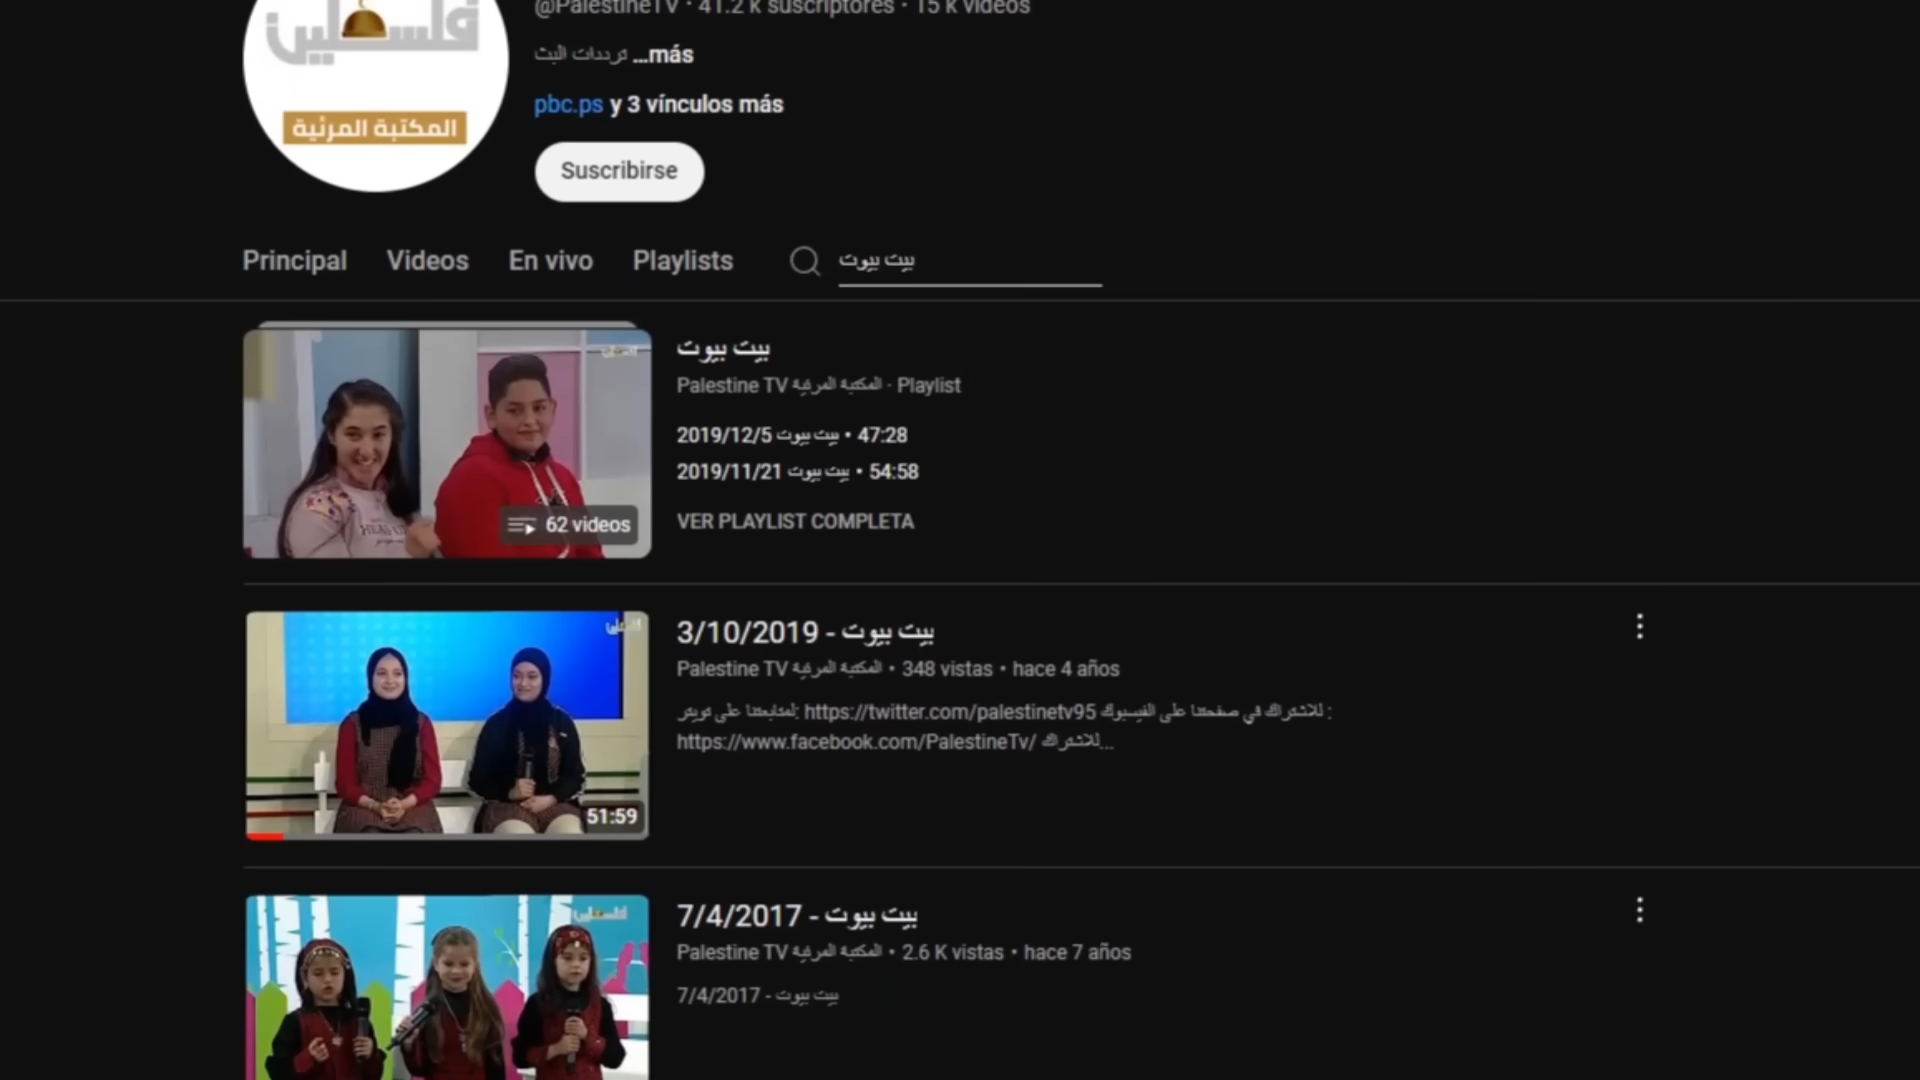 فلسطين
المكتبة المرئية
@PalestineTV · 41.2 k suscriptores · 15 k videos
ترددات البث ...más
pbc.ps y 3 vínculos más
Suscribirse
Principal Videos En vivo Playlists بيت بيوت
بيت بيوت
Palestine TV المكتبة المرئية · Playlist
2019/12/5 بيت بيوت • 47:28
2019/11/21 بيت بيوت • 54:58
VER PLAYLIST COMPLETA
62 videos
بيت بيوت - 3/10/2019
Palestine TV المكتبة المرئية • 348 vistas • hace 4 años
لمتابعتنا على تويتر: https://twitter.com/palestinetv95 للاشتراك في صفحتنا على الفيسبوك :
https://www.facebook.com/PalestineTv/ للاشتراك...
51:59
بيت بيوت - 7/4/2017
Palestine TV المكتبة المرئية • 2.6 K vistas • hace 7 años
بيت بيوت - 7/4/2017
فلسطين